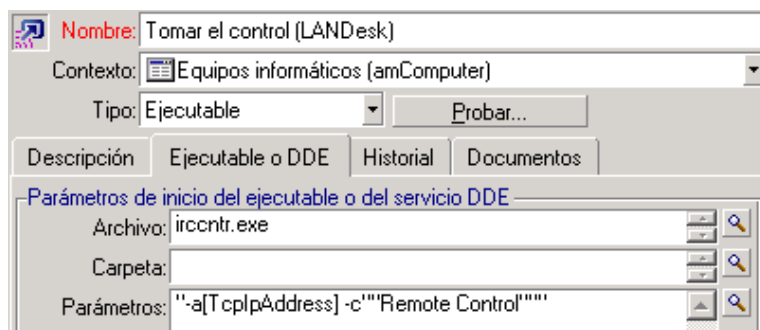 Nombre: Tomar el control (LANDesk)
Contexto: Equipos informáticos (amComputer)
Tipo: Ejecutable Probar...
Descripción Ejecutable o DDE Historial Documentos
Parámetros de inicio del ejecutable o del servicio DDE
Archivo: irccntr.exe
Carpeta:
Parámetros: "-a[TcpIpAddress] -c""Remote Control"""